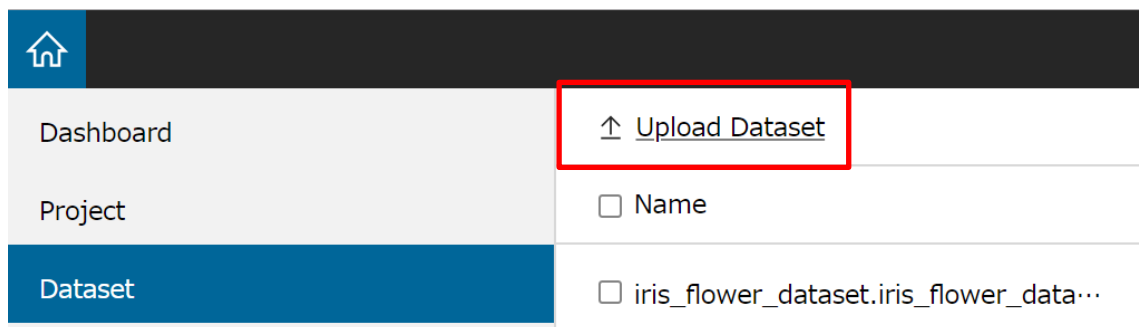 Dashboard
Project
Dataset
Upload Dataset
Name
iris_flower_dataset.iris_flower_data…